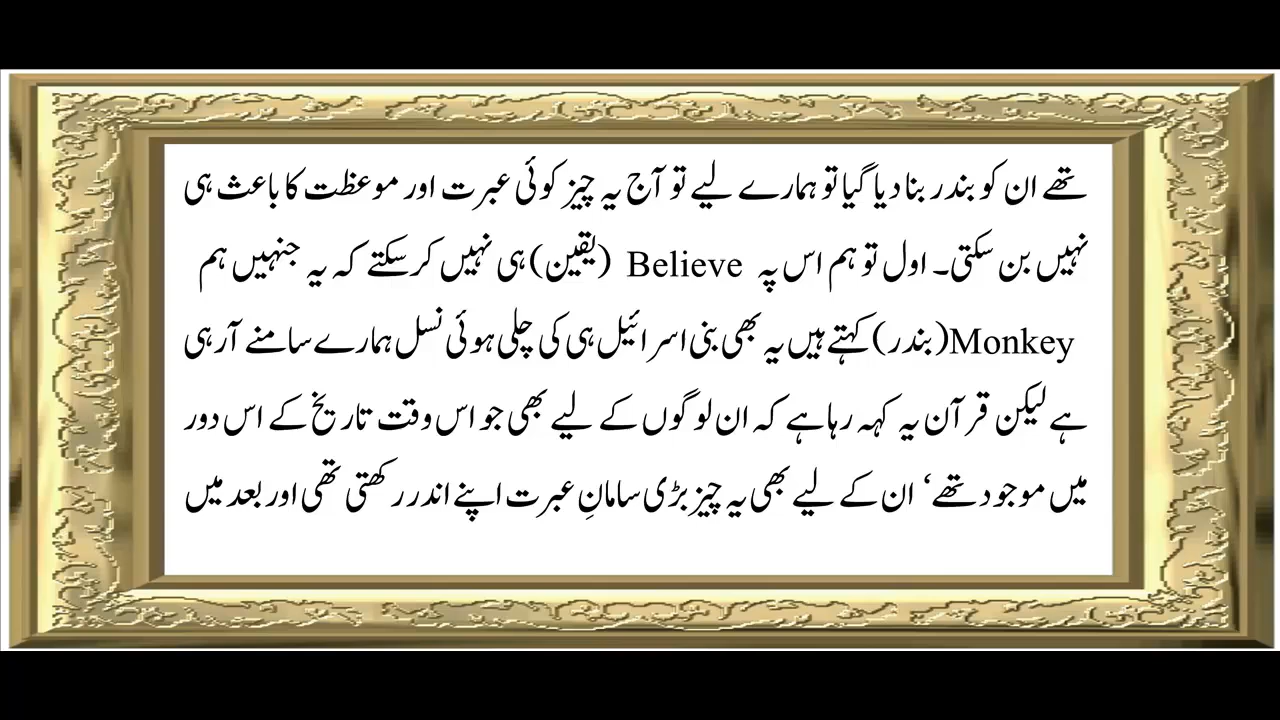 تھے ان کو بندر بنا دیا گیا تو ہمارے لیے تو آج یہ چیز کوئی عبرت اور موعظت کا باعث ہی
نہیں بن سکتی۔ اول تو ہم اس پہ Believe (یقین) ہی نہیں کر سکتے کہ یہ جنہیں ہم
Monkey(بندر) کہتے ہیں یہ بھی بنی اسرائیل ہی کی چلی ہوئی نسل ہمارے سامنے آرہی
ہے لیکن قرآن یہ کہہ رہا ہے کہ ان لوگوں کے لیے بھی جو اس وقت تاریخ کے اس دور
میں موجود تھے‘ ان کے لیے بھی یہ چیز بڑی سامانِ عبرت اپنے اندر رکھتی تھی اور بعد میں